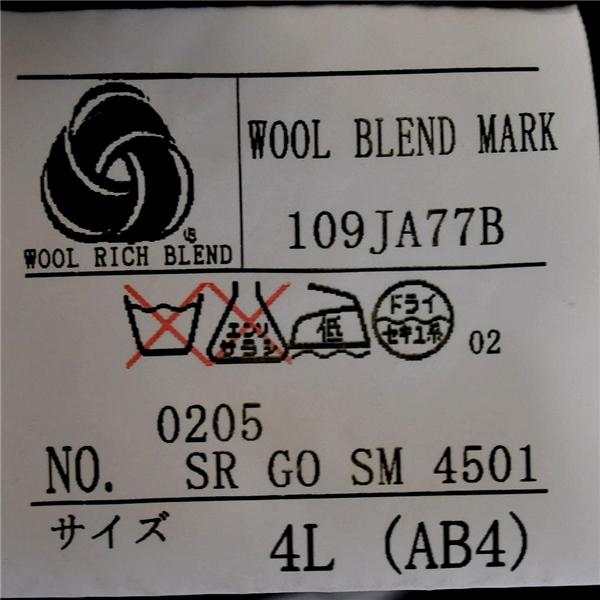 WOOL BLEND MARK
109JA77B
WOOL RICH BLEND
エンソ
サラシ
低
ドライ
セキユ系
02
0205
NO. SR GO SM 4501
サイズ 4L (AB4)